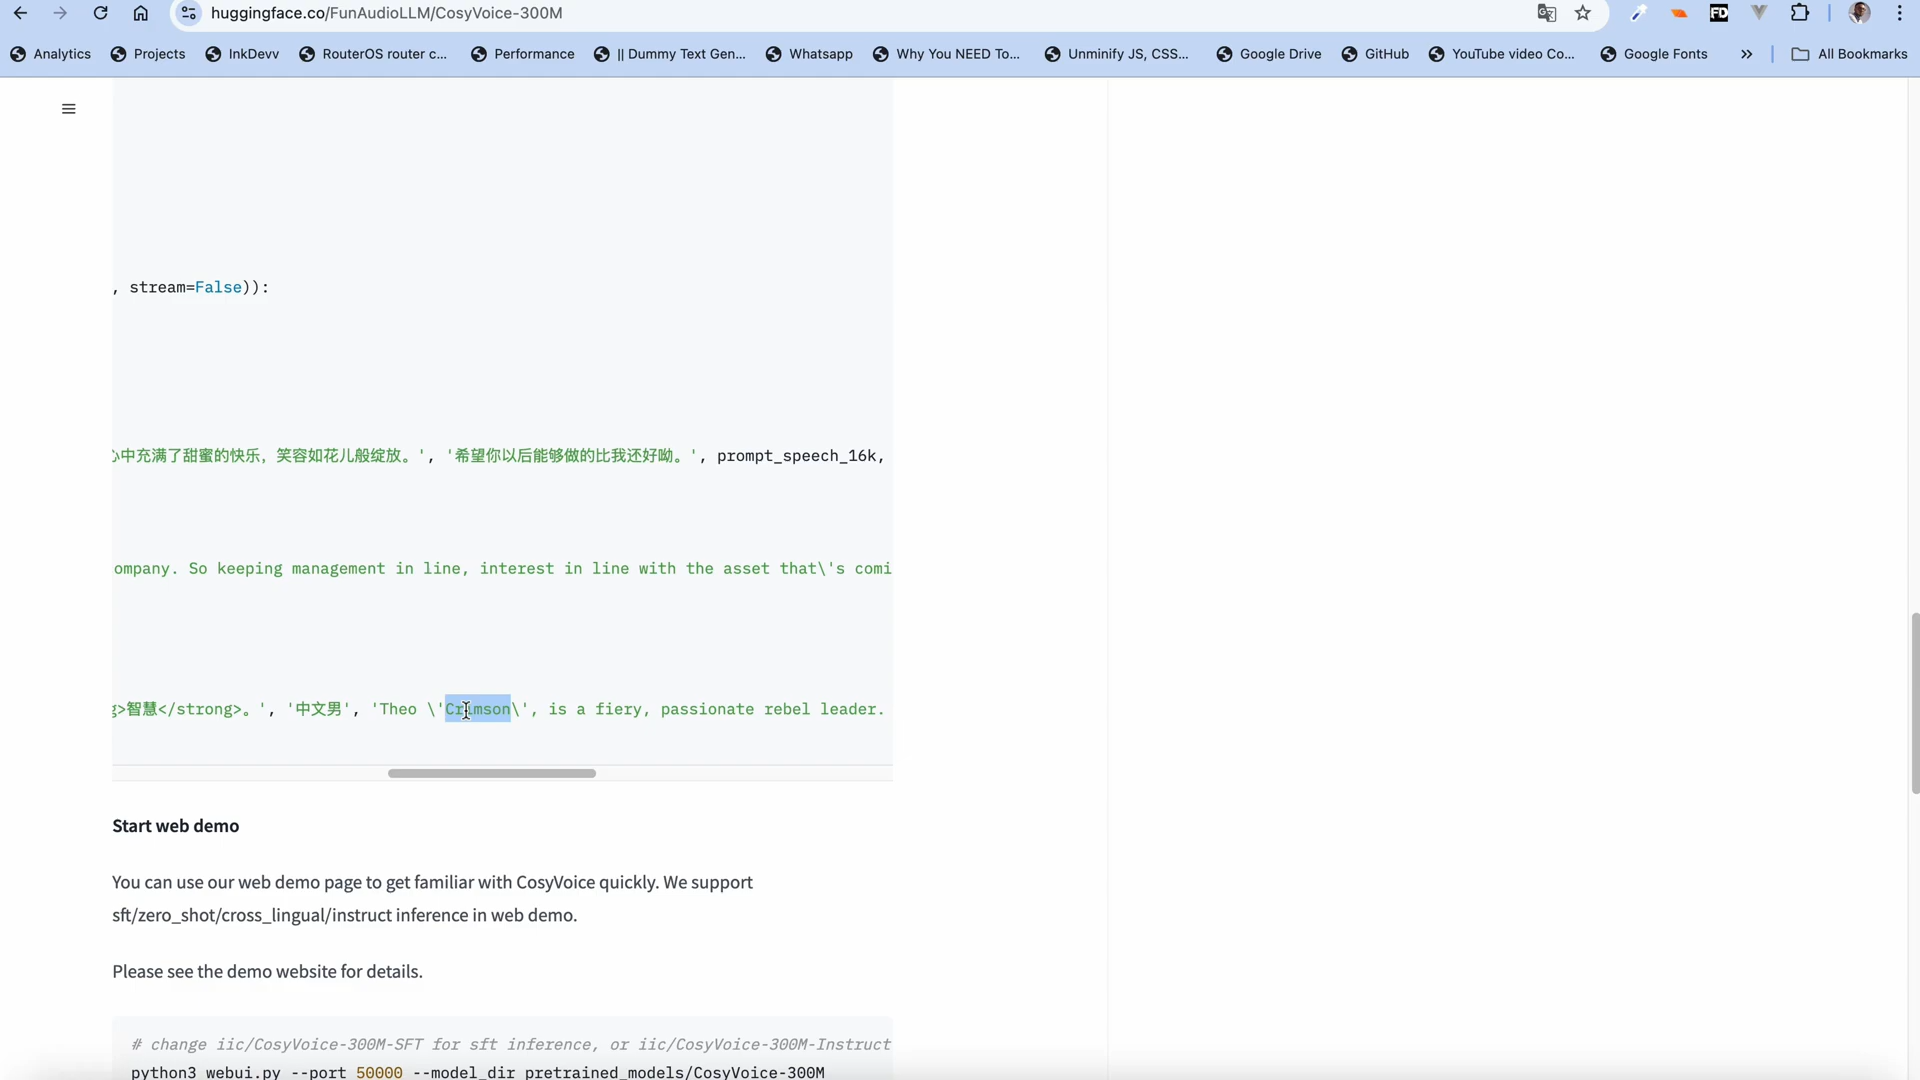 huggingface.co/FunAudioLLM/CosyVoice-300M
FD
Analytics Projects InkDevv RouterOS router c... Performance || Dummy Text Gen... Whatsapp Why You NEED To... Unminify JS, CSS... Google Drive GitHub YouTube video Co... Google Fonts » All Bookmarks
, stream=False)):
心中充满了甜蜜的快乐，笑容如花儿般绽放。', '希望你以后能够做的比我还好呦。', prompt_speech_16k,
ompany. So keeping management in line, interest in line with the asset that\'s comi
g>智慧</strong>。', '中文男', 'Theo \'Crimson\', is a fiery, passionate rebel leader.
Start web demo
You can use our web demo page to get familiar with CosyVoice quickly. We support
sft/zero_shot/cross_lingual/instruct inference in web demo.
Please see the demo website for details.
# change iic/CosyVoice-300M-SFT for sft inference, or iic/CosyVoice-300M-Instruct
python3 webui.py --port 50000 --model_dir pretrained_models/CosyVoice-300M